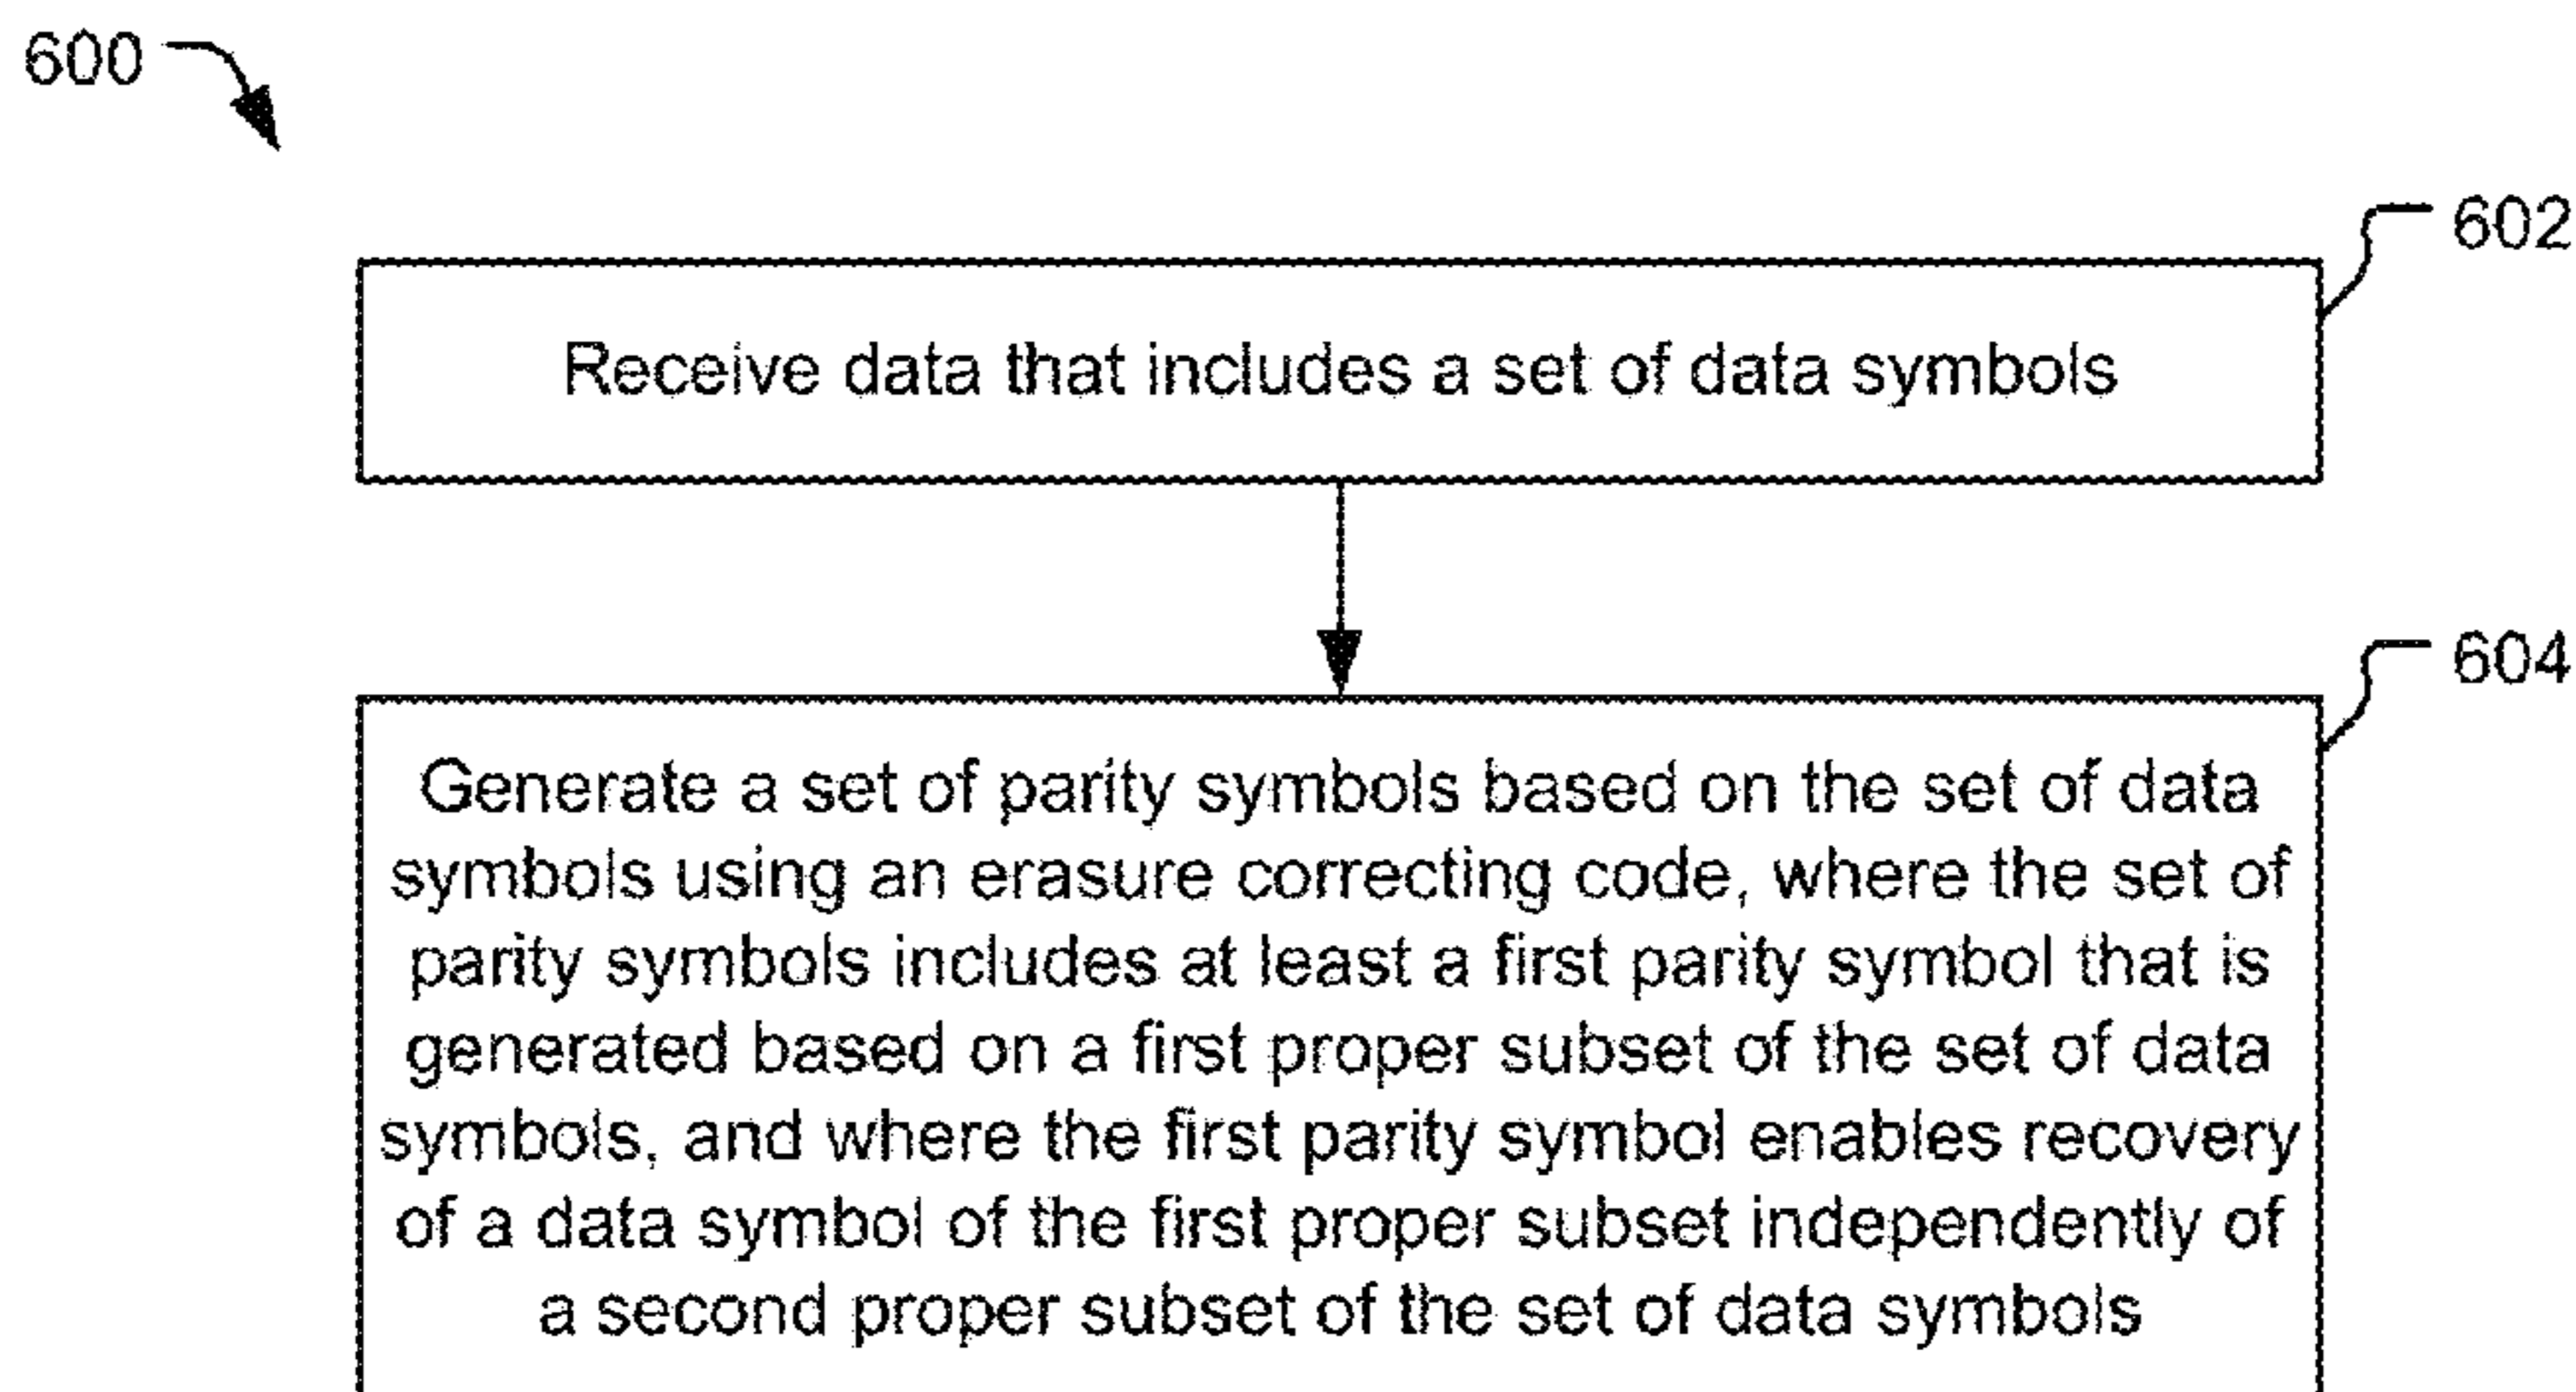 600
602
Receive data that includes a set of data symbols
604
Generate a set of parity symbols based on the set of data
symbols using an erasure correcting code, where the set of
parity symbols includes at least a first parity symbol that is
generated based on a first proper subset of the set of data
symbols, and where the first parity symbol enables recovery
of a data symbol of the first proper subset independently of
a second proper subset of the set of data symbols